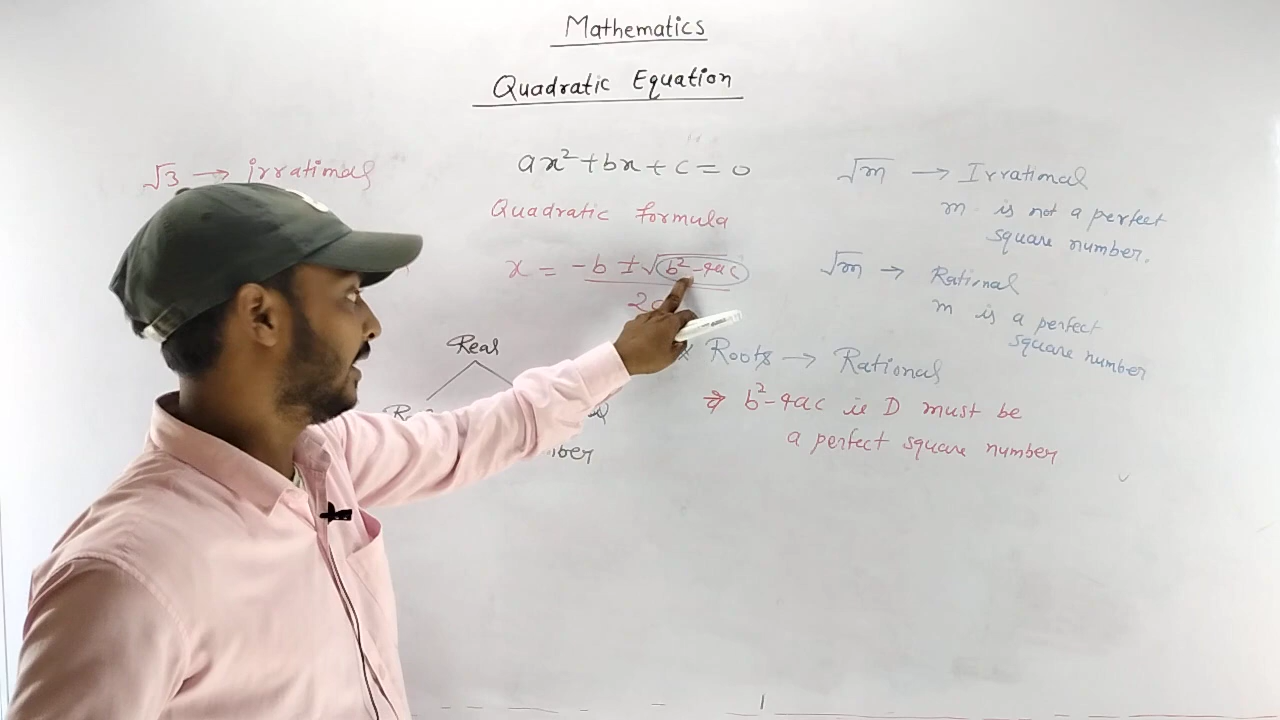 Mathematics
Quadratic Equation
√3 → irrational
ax² + bx + c = 0
Quadratic formula
x = -b ± √b²-4ac
2a
Real
√m → Irrational
m is not a perfect
square number.
√m → Rational
m is a perfect
square number
Roots → Rational
⇒ b²-4ac ie D must be
a perfect square number